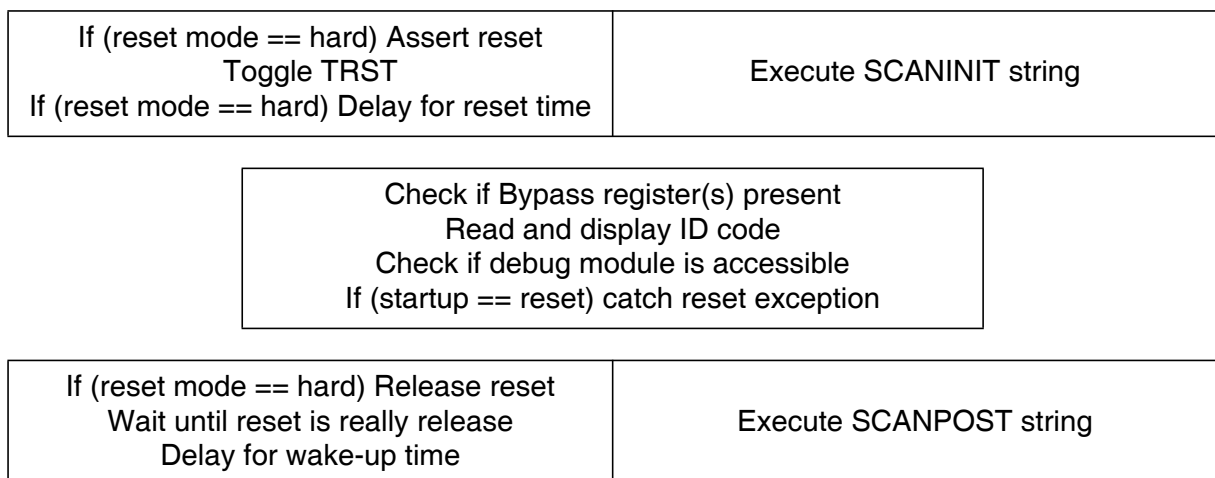 If (reset mode == hard) Assert reset
Toggle TRST
If (reset mode == hard) Delay for reset time
Execute SCANINIT string
Check if Bypass register(s) present
Read and display ID code
Check if debug module is accessible
If (startup == reset) catch reset exception
If (reset mode == hard) Release reset
Wait until reset is really release
Delay for wake-up time
Execute SCANPOST string